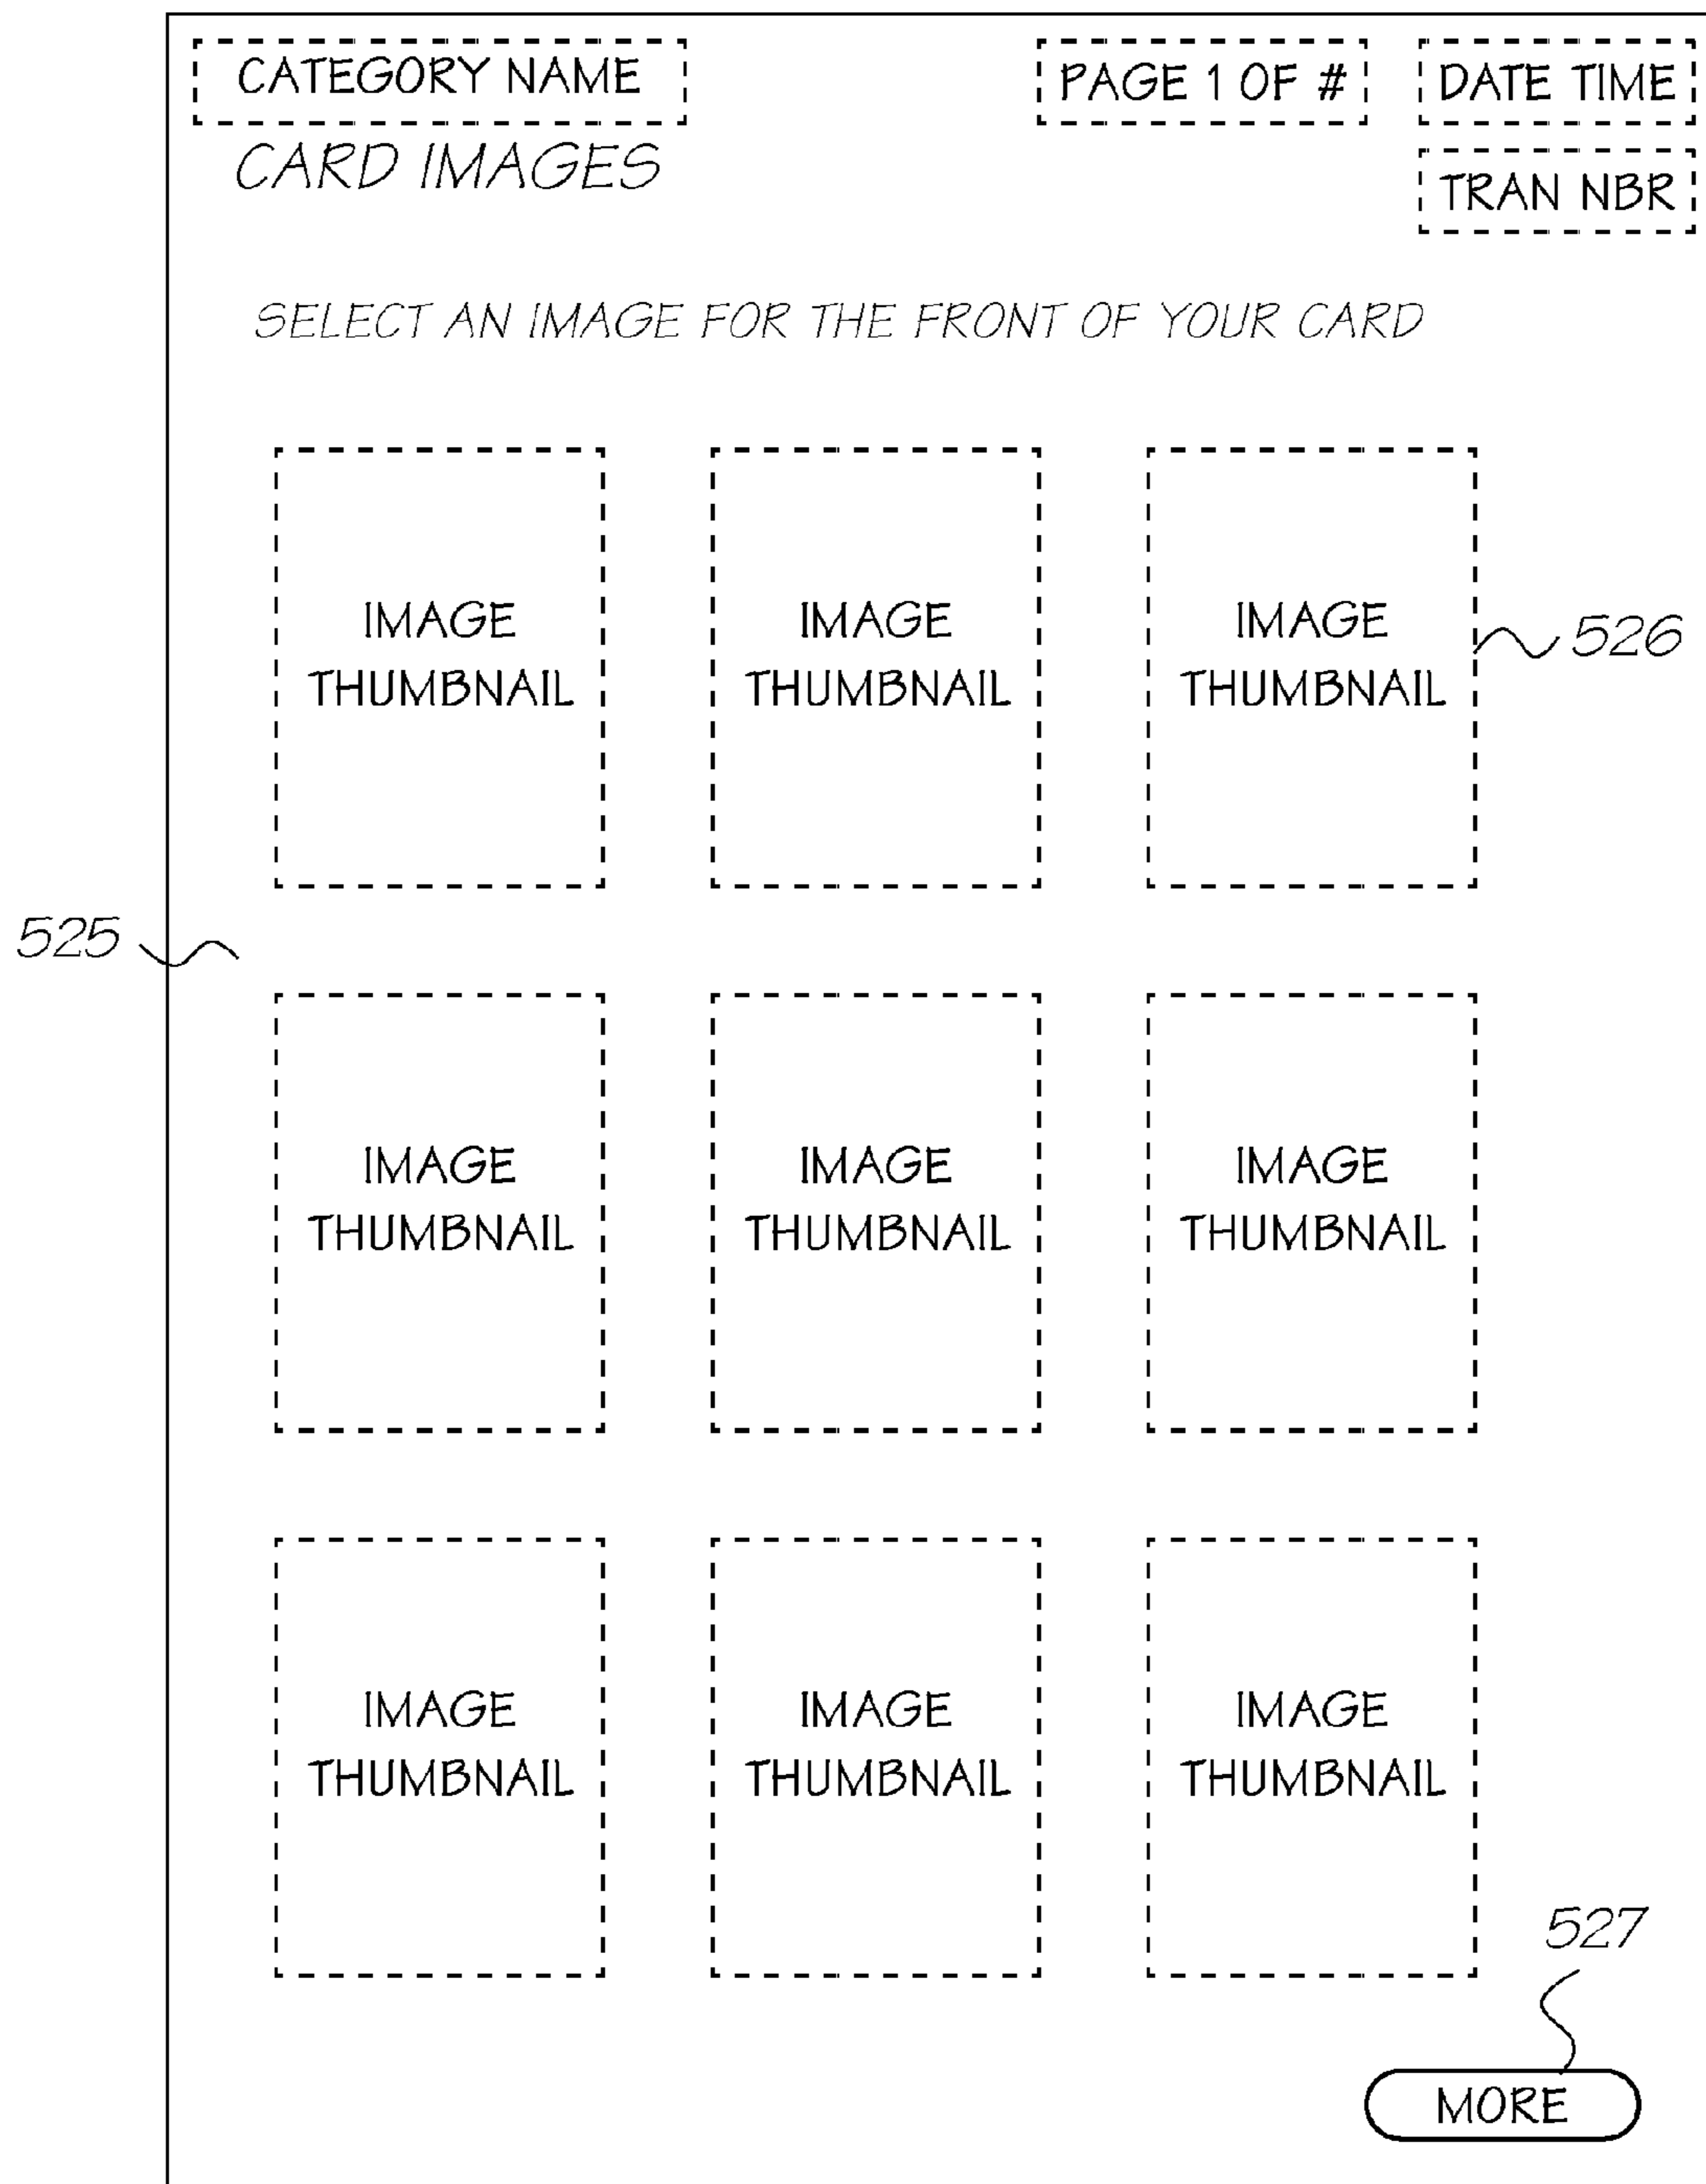 CATEGORY NAME PAGE 1 OF # DATE TIME
CARD IMAGES TRAN NBR
SELECT AN IMAGE FOR THE FRONT OF YOUR CARD
IMAGE IMAGE IMAGE
526
THUMBNAIL THUMBNAIL THUMBNAIL
525
IMAGE IMAGE IMAGE
THUMBNAIL THUMBNAIL THUMBNAIL
IMAGE IMAGE IMAGE
THUMBNAIL THUMBNAIL THUMBNAIL
527
MORE